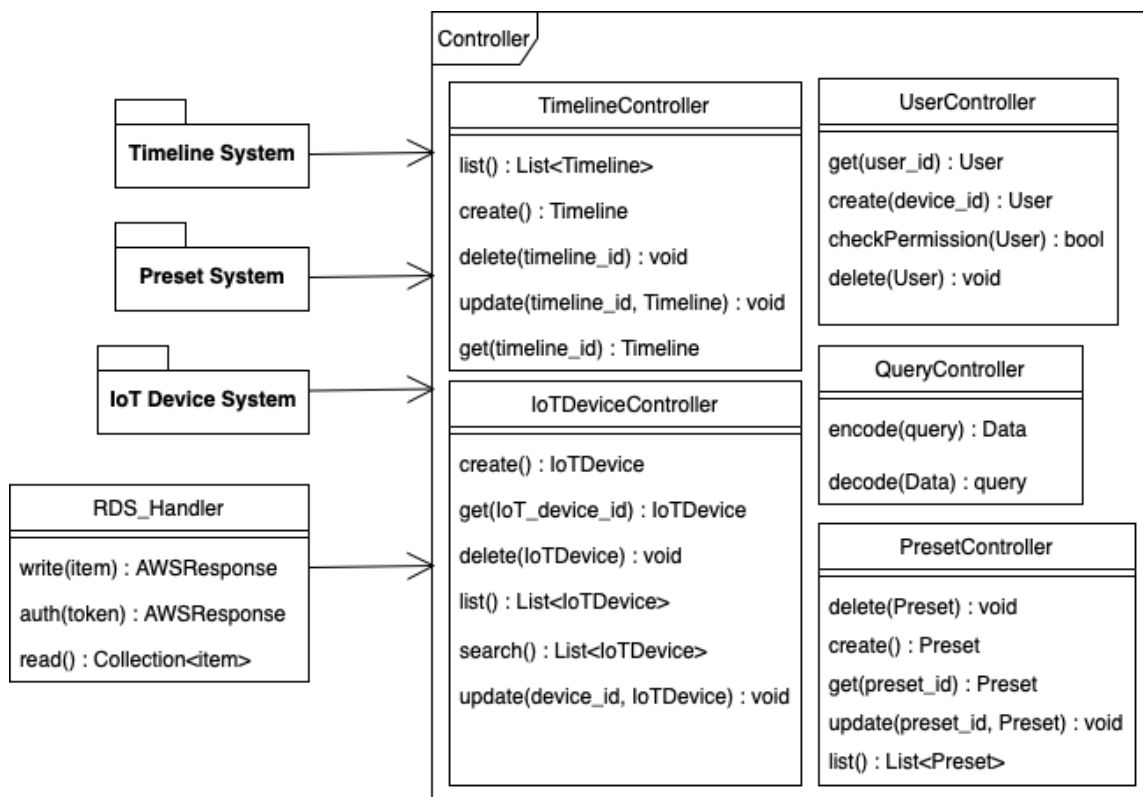 Controller
Timeline System
Preset System
IoT Device System
RDS_Handler
write(item) : AWSResponse
auth(token) : AWSResponse
read() : Collection<item>
TimelineController
list() : List<Timeline>
create() : Timeline
delete(timeline_id) : void
update(timeline_id, Timeline) : void
get(timeline_id) : Timeline
IoTDeviceController
create() : IoTDevice
get(IoT_device_id) : IoTDevice
delete(IoTDevice) : void
list() : List<IoTDevice>
search() : List<IoTDevice>
update(device_id, IoTDevice) : void
UserController
get(user_id) : User
create(device_id) : User
checkPermission(User) : bool
delete(User) : void
QueryController
encode(query) : Data
decode(Data) : query
PresetController
delete(Preset) : void
create() : Preset
get(preset_id) : Preset
update(preset_id, Preset) : void
list() : List<Preset>